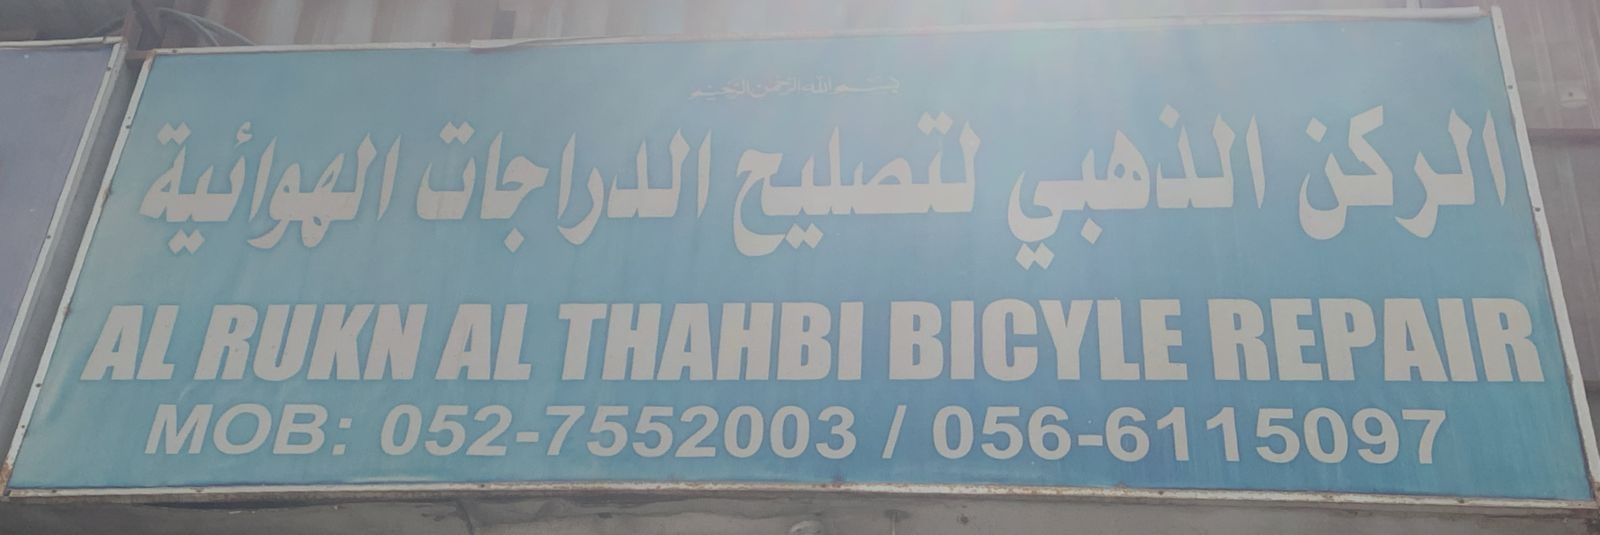 بسم الله الرحمن الرحيم
الركن الذهبي لتصليح الدراجات الهوائية
AL RUKN AL THAHBI BICYLE REPAIR
MOB: 052-7552003 / 056-6115097